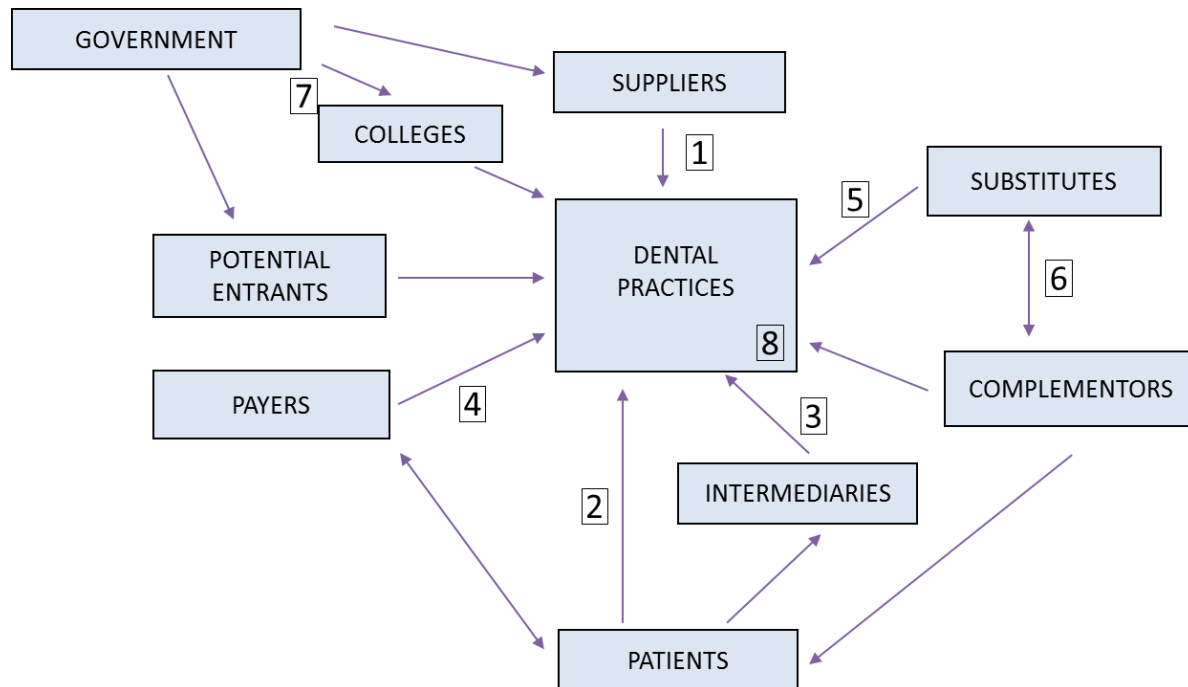 GOVERNMENT
SUPPLIERS
7
COLLEGES
1
SUBSTITUTES
5
POTENTIAL
ENTRANTS
DENTAL
PRACTICES
6
8
PAYERS
4
COMPLEMENTORS
3
INTERMEDIARIES
2
PATIENTS